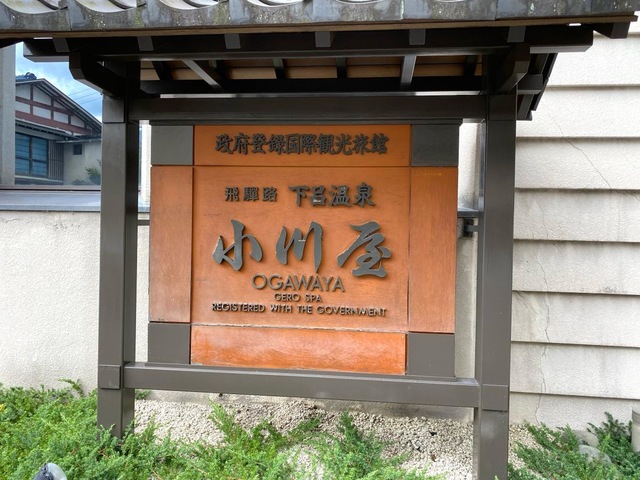 政府登録国際観光旅館
飛騨路 下呂温泉
小川屋
OGAWAYA
GERO SPA
REGISTERED WITH THE GOVERNMENT